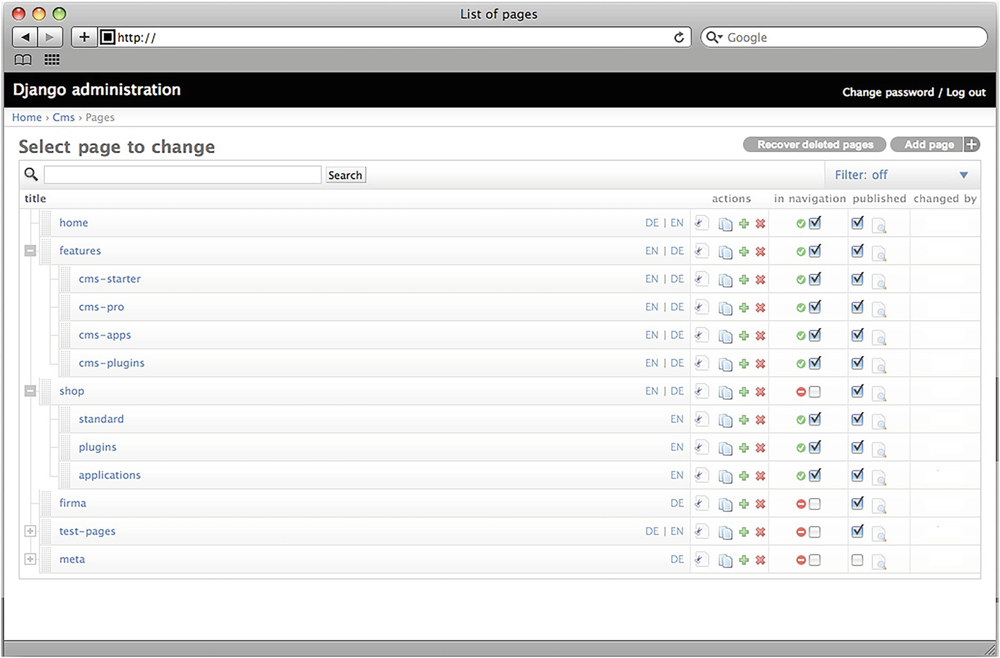 List of pages
http://
Google
Django administration
Change password / Log out
Home › Cms › Pages
Select page to change
Recover deleted pages
Add page
Search
Filter: off
title actions in navigation published changed by
home DE | EN
features EN | DE
cms-starter EN | DE
cms-pro EN | DE
cms-apps EN | DE
cms-plugins EN | DE
shop EN | DE
standard EN
plugins EN
applications EN
firma DE
test-pages DE | EN
meta DE